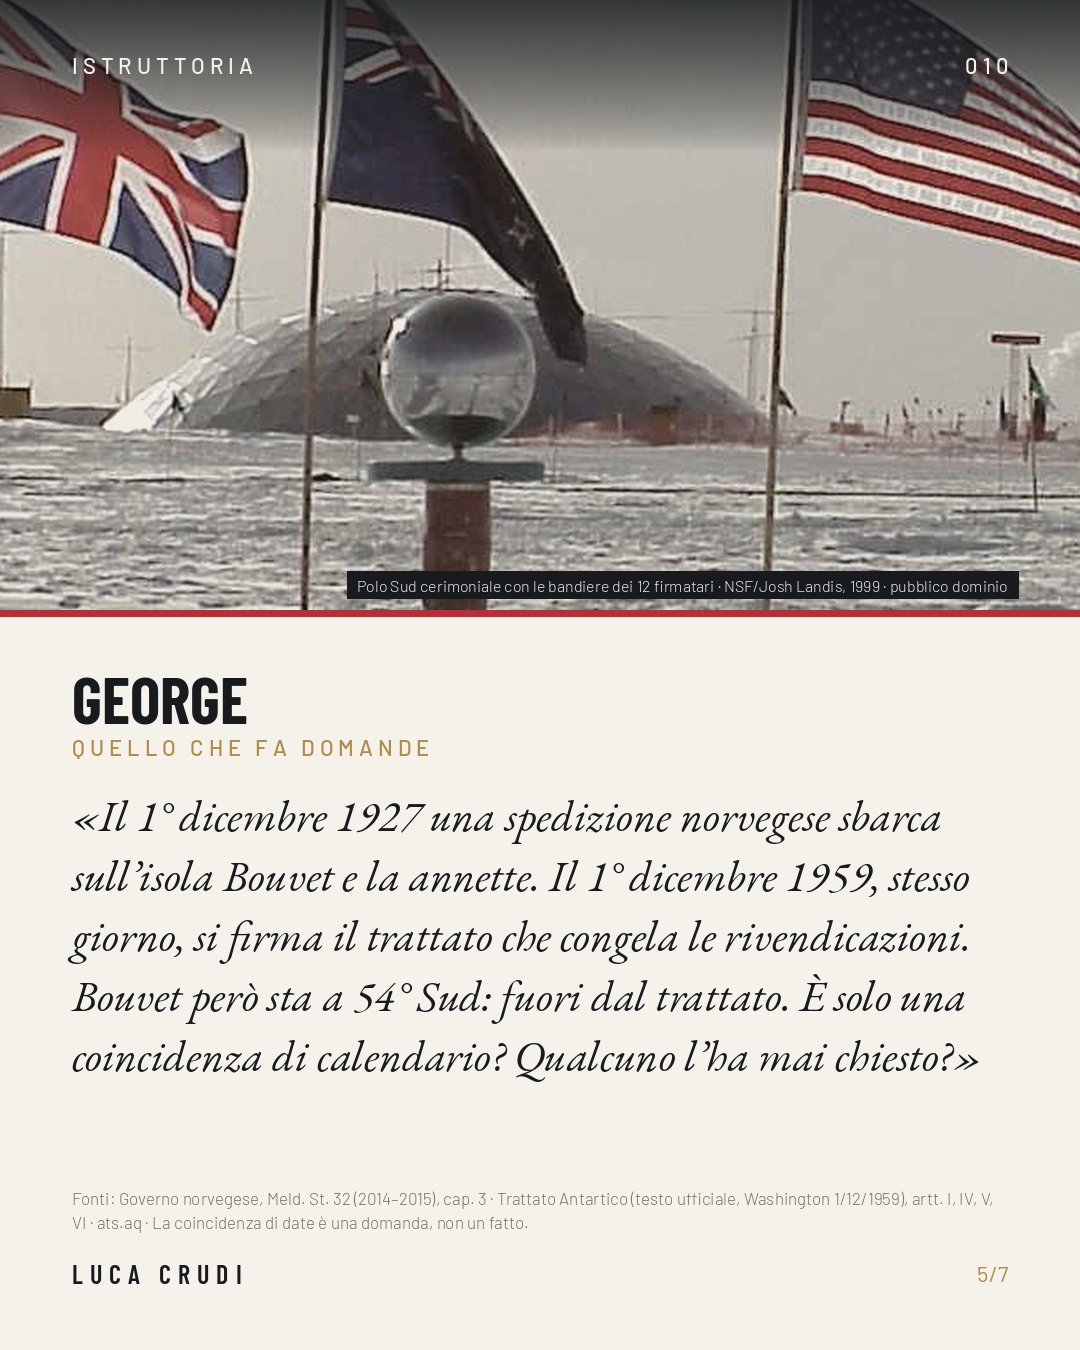 ISTRUTTORIA
010
Polo Sud cerimoniale con le bandiere dei 12 firmatari · NSF/Josh Landis, 1999 · pubblico dominio
GEORGE
QUELLO CHE FA DOMANDE
«Il 1° dicembre 1927 una spedizione norvegese sbarca
sull’isola Bouvet e la annette. Il 1° dicembre 1959, stesso
giorno, si firma il trattato che congela le rivendicazioni.
Bouvet però sta a 54° Sud: fuori dal trattato. È solo una
coincidenza di calendario? Qualcuno l’ha mai chiesto?»
Fonti: Governo norvegese, Meld. St. 32 (2014–2015), cap. 3 · Trattato Antartico (testo ufficiale, Washington 1/12/1959), artt. I, IV, V,
VI · ats.aq · La coincidenza di date è una domanda, non un fatto.
LUCA CRUDI
5/7